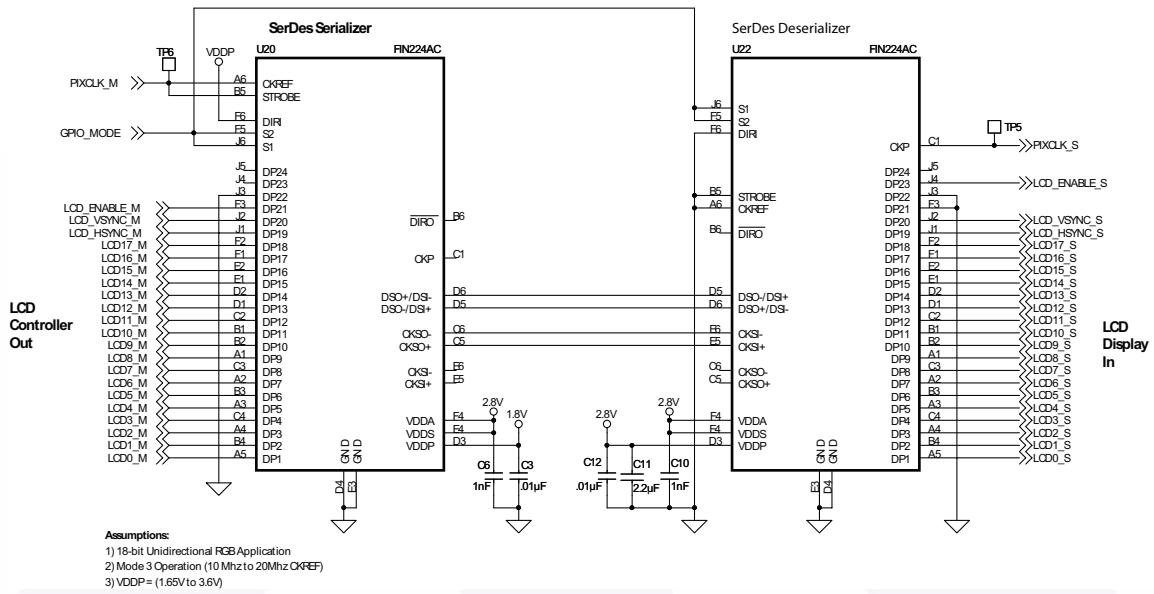 SerDes Serializer
U20 FIN224AC
TP6
VDDP
PIXCLK_M A6 CKREF
B5 STROBE
F6 DIRI
GPIO_MODE F5 S2
J6 S1
J5 DP24
J4 DP23
J3 DP22
LCD_ENABLE_M F3 DP21
LCD_VSYNC_M J2 DP20
LCD_HSYNC_M J1 DP19
LCD17_M F2 DP18
LCD16_M F1 DP17
LCD15_M E2 DP16
LCD14_M E1 DP15
LCD13_M D2 DP14
LCD12_M D1 DP13
LCD11_M C2 DP12
LCD10_M B1 DP11
LCD9_M B2 DP10
LCD8_M A1 DP9
LCD7_M C3 DP8
LCD6_M A2 DP7
LCD5_M B3 DP6
LCD4_M A3 DP5
LCD3_M C4 DP4
LCD2_M A4 DP3
LCD1_M B4 DP2
LCD0_M A5 DP1
LCD
Controller
Out
DIRO B6
CKP C1
DSO+/DSI- D6
DSO-/DSI+ D5
CKSO- C6
CKSO+ C5
CKSI- E6
CKSI+ E5
VDDA F4
VDDS E4
VDDP D3
GND GND
D4 E3
2.8V
1.8V
C6
1nF
C3
.01µF
SerDes Deserializer
U22 FIN224AC
J6 S1
F5 S2
F6 DIRI
B5 STROBE
A6 CKREF
B6 DIRO
D5 DSO-/DSI+
D6 DSO+/DSI-
E6 CKSI-
E5 CKSI+
C6 CKSO-
C5 CKSO+
F4 VDDA
E4 VDDS
D3 VDDP
2.8V
2.8V
C12
.01µF
C11
2.2µF
C10
1nF
GND GND
E3 D4
TP5
CKP C1 PIXCLK_S
DP24 J5
DP23 J4 LCD_ENABLE_S
DP22 J3
DP21 F3
DP20 J2 LCD_VSYNC_S
DP19 J1 LCD_HSYNC_S
DP18 F2 LCD17_S
DP17 F1 LCD16_S
DP16 E2 LCD15_S
DP15 E1 LCD14_S
DP14 D2 LCD13_S
DP13 D1 LCD12_S
DP12 C2 LCD11_S
DP11 B1 LCD10_S
DP10 B2 LCD9_S
DP9 A1 LCD8_S
DP8 C3 LCD7_S
DP7 A2 LCD6_S
DP6 B3 LCD5_S
DP5 A3 LCD4_S
DP4 C4 LCD3_S
DP3 A4 LCD2_S
DP2 B4 LCD1_S
DP1 A5 LCD0_S
LCD
Display
In
Assumptions:
1) 18-bit Unidirectional RGB Application
2) Mode 3 Operation (10 Mhz to 20Mhz CKREF)
3) VDDP = (1.65V to 3.6V)